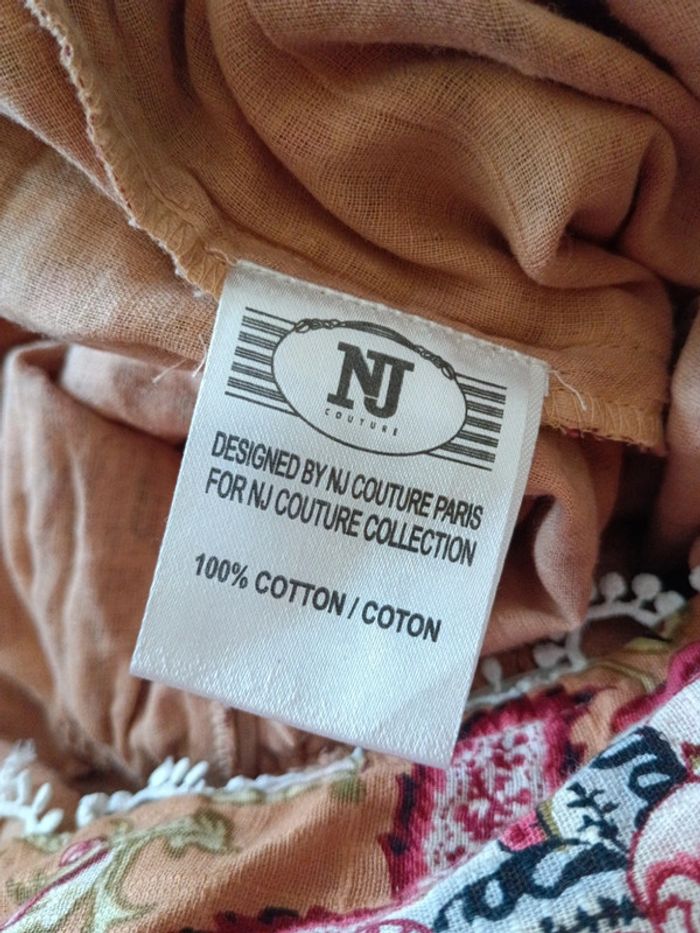 NJ
COUTURE
DESIGNED BY NJ COUTURE PARIS
FOR NJ COUTURE COLLECTION
100% COTTON / COTON